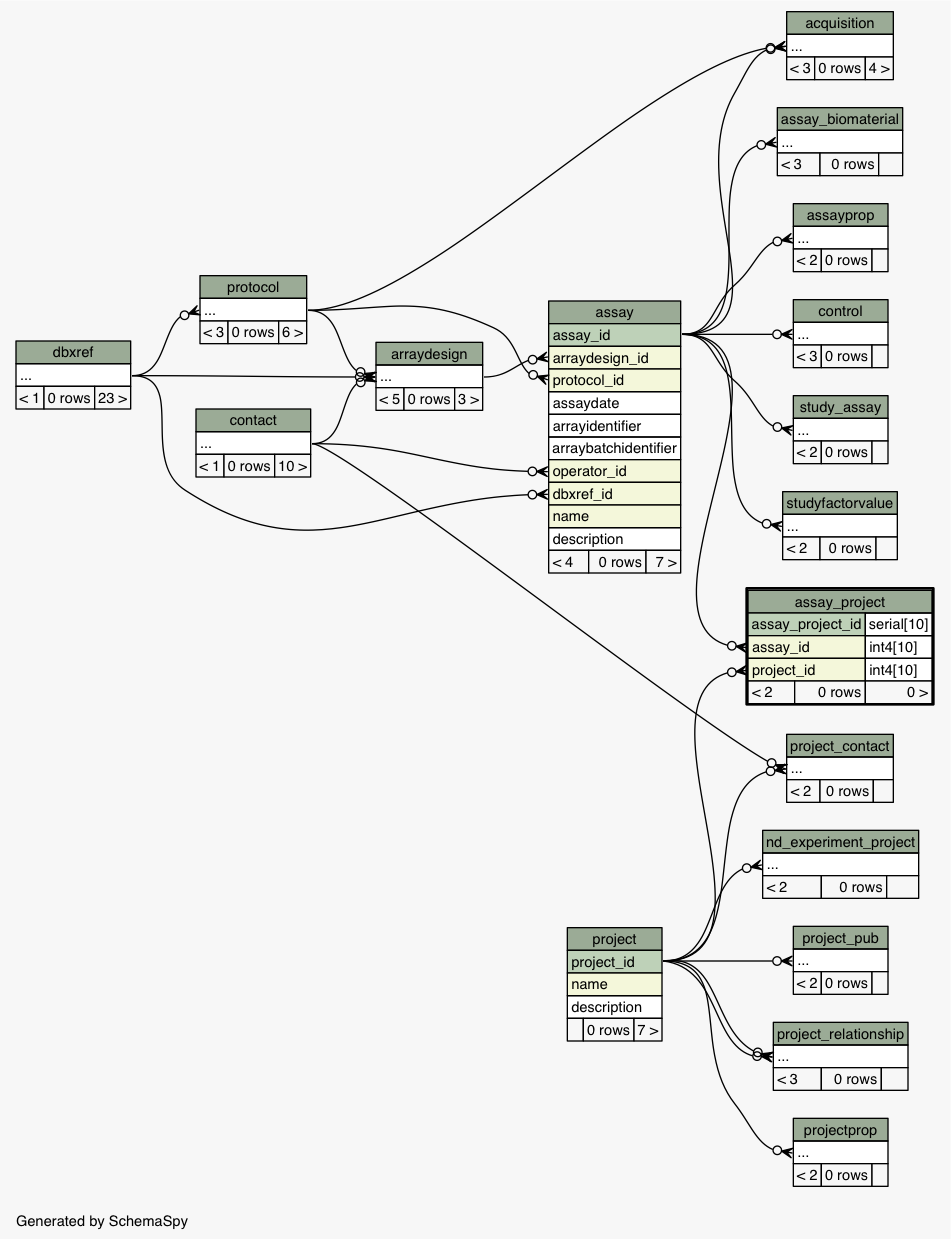 acquisition
...
< 3 0 rows 4 >
assay_biomaterial
...
< 3 0 rows
assayprop
...
< 2 0 rows
protocol
...
< 3 0 rows 6 >
assay
assay_id
arraydesign_id
protocol_id
assaydate
arrayidentifier
arraybatchidentifier
operator_id
dbxref_id
name
description
< 4 0 rows 7 >
control
...
< 3 0 rows
dbxref
...
< 1 0 rows 23 >
arraydesign
...
< 5 0 rows 3 >
contact
...
< 1 0 rows 10 >
study_assay
...
< 2 0 rows
studyfactorvalue
...
< 2 0 rows
assay_project
assay_project_id serial[10]
assay_id int4[10]
project_id int4[10]
< 2 0 rows 0 >
project_contact
...
< 2 0 rows
nd_experiment_project
...
< 2 0 rows
project
project_id
name
description
0 rows 7 >
project_pub
...
< 2 0 rows
project_relationship
...
< 3 0 rows
projectprop
...
< 2 0 rows
Generated by SchemaSpy